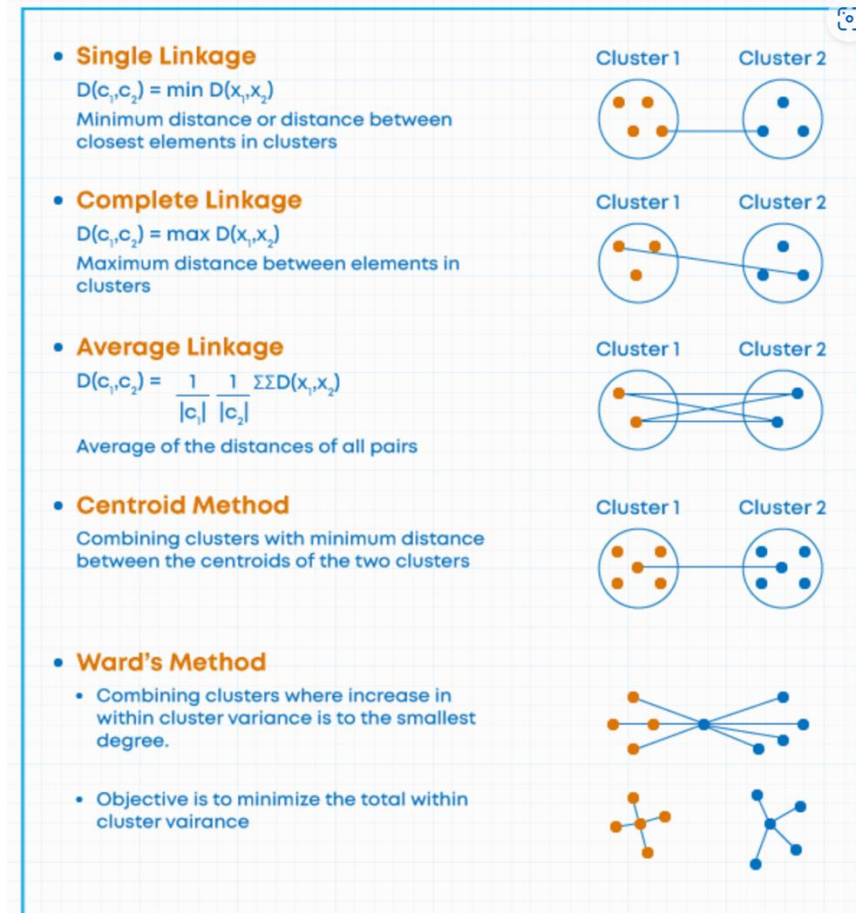 • Single Linkage
D(c₁,c₂) = min D(x₁,x₂)
Minimum distance or distance between
closest elements in clusters
Cluster 1 Cluster 2
• Complete Linkage
D(c₁,c₂) = max D(x₁,x₂)
Maximum distance between elements in
clusters
Cluster 1 Cluster 2
• Average Linkage
D(c₁,c₂) = 1/|c₁| 1/|c₂| ΣΣD(x₁,x₂)
Average of the distances of all pairs
Cluster 1 Cluster 2
• Centroid Method
Combining clusters with minimum distance
between the centroids of the two clusters
Cluster 1 Cluster 2
• Ward's Method
• Combining clusters where increase in
within cluster variance is to the smallest
degree.
• Objective is to minimize the total within
cluster vairance